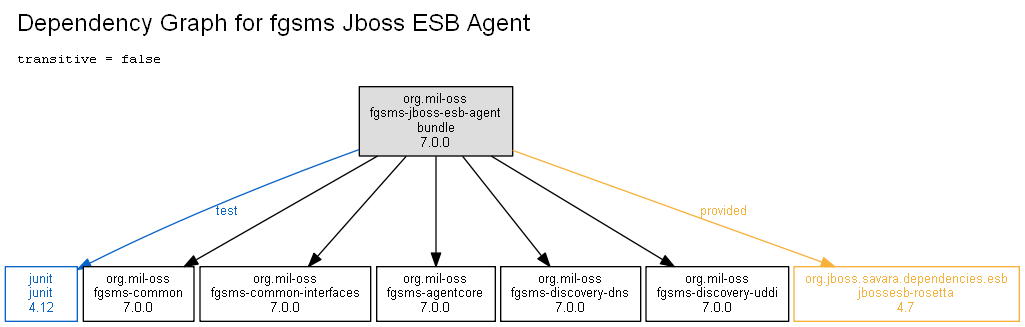 Dependency Graph for fgsms Jboss ESB Agent
transitive = false
org.mil-oss
fgsms-jboss-esb-agent
bundle
7.0.0
test
provided
junit
junit
4.12
org.mil-oss
fgsms-common
7.0.0
org.mil-oss
fgsms-common-interfaces
7.0.0
org.mil-oss
fgsms-agentcore
7.0.0
org.mil-oss
fgsms-discovery-dns
7.0.0
org.mil-oss
fgsms-discovery-uddi
7.0.0
org.jboss.savara.dependencies.esb
jbossesb-rosetta
4.7